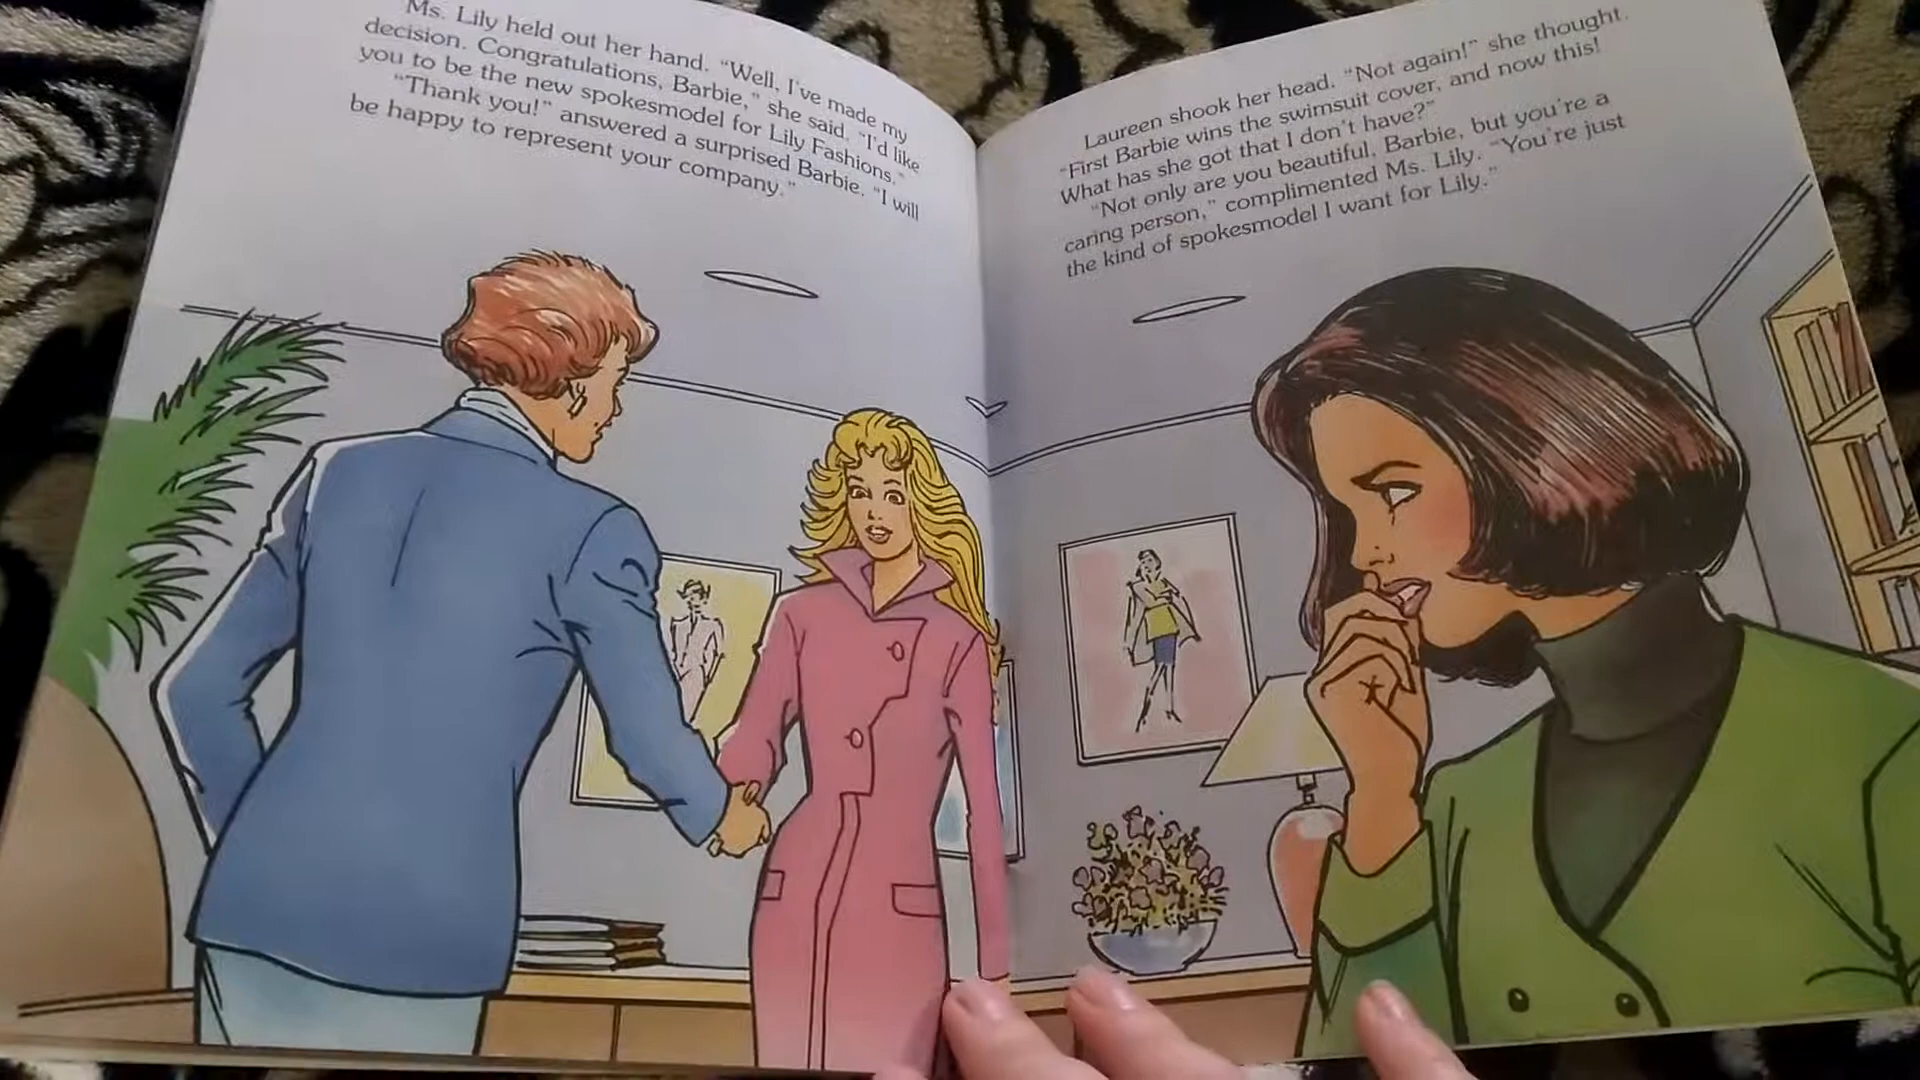 Ms. Lily held out her hand. “Well, I’ve made my
decision. Congratulations, Barbie,” she said. “I’d like
you to be the new spokesmodel for Lily Fashions.”
“Thank you!” answered a surprised Barbie. “I will
be happy to represent your company.”
Laureen shook her head. “Not again!” she thought.
“First Barbie wins the swimsuit cover, and now this!
What has she got that I don’t have?”
“Not only are you beautiful, Barbie, but you’re a
caring person,” complimented Ms. Lily. “You’re just
the kind of spokesmodel I want for Lily.”